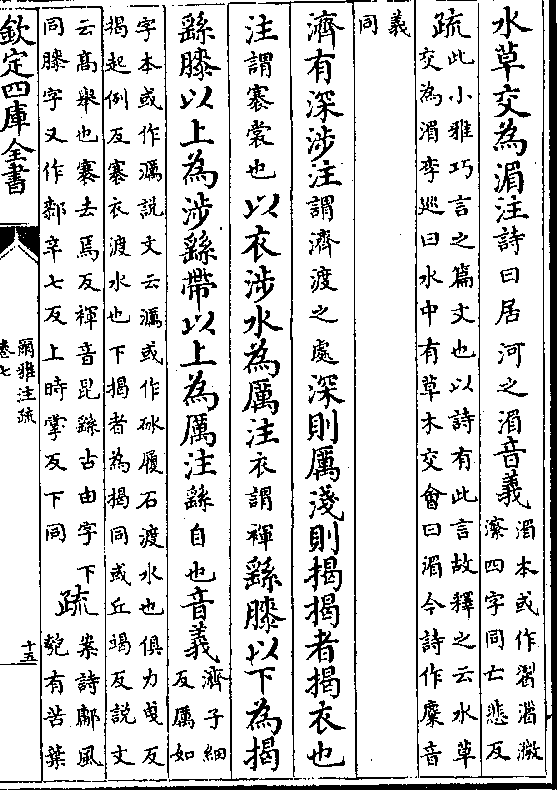 水草交為湄注詩曰居河之湄音義湄本或作𣽐湄溦
瀿四字同亡悲反
疏此小雅巧言之篇文也以詩有此言故釋之云水草
交為湄李巡曰水中有草木交會曰湄今詩作麋音
義
同
濟有深涉注謂濟渡之處深則厲淺則揭揭者揭衣也
注謂褰裳也以衣涉水為厲注衣謂褌繇膝以下為揭
繇膝以上為涉繇帶以上為厲注繇自也音義濟子細
反厲如
字本或作濿說文云濿或作砅履石渡水也俱力曵反
揭起例反褰衣渡水也下揭者為揭同或丘竭反說文
云髙舉也褰去焉反褌音昆繇古由字下
同膝字又作䣛辛七反上時掌反下同
疏案詩邶風
匏有苦葉
欽定四庫全書
爾雅注疏
卷七
十五